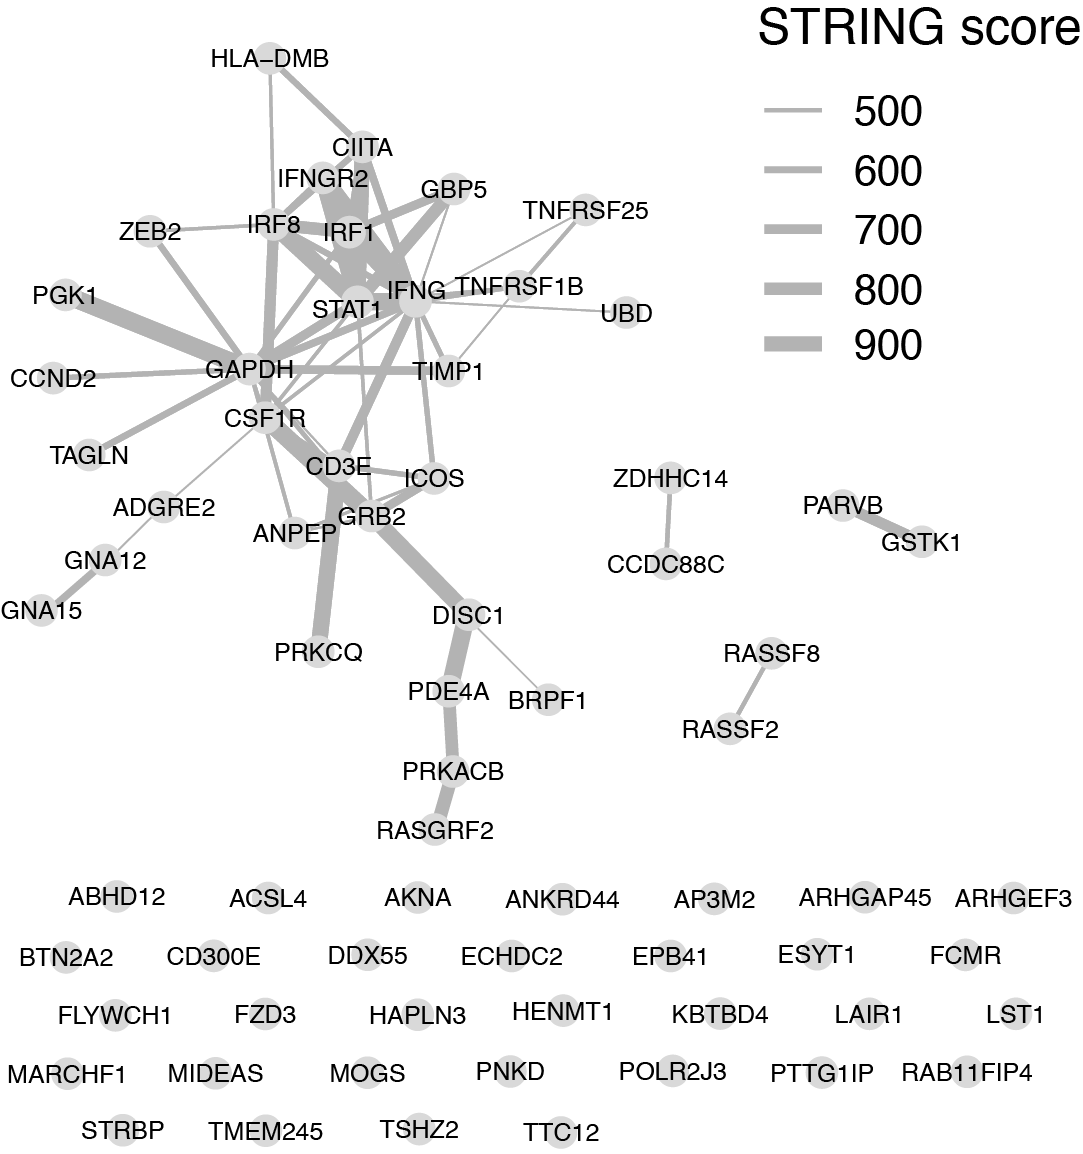 STRING score
500
600
700
800
900
HLA−DMB
CIITA
IFNGR2
GBP5
TNFRSF25
ZEB2
IRF8
IRF1
PGK1
STAT1
IFNG
TNFRSF1B
UBD
CCND2
GAPDH
TIMP1
CSF1R
TAGLN
CD3E
ICOS
ZDHHC14
PARVB
ADGRE2
ANPEP
GRB2
GSTK1
GNA12
CCDC88C
GNA15
DISC1
PRKCQ
RASSF8
PDE4A
BRPF1
RASSF2
PRKACB
RASGRF2
ABHD12 ACSL4 AKNA ANKRD44 AP3M2 ARHGAP45 ARHGEF3
BTN2A2 CD300E DDX55 ECHDC2 EPB41 ESYT1 FCMR
FLYWCH1 FZD3 HAPLN3 HENMT1 KBTBD4 LAIR1 LST1
MARCHF1 MIDEAS MOGS PNKD POLR2J3 PTTG1IP RAB11FIP4
STRBP TMEM245 TSHZ2 TTC12